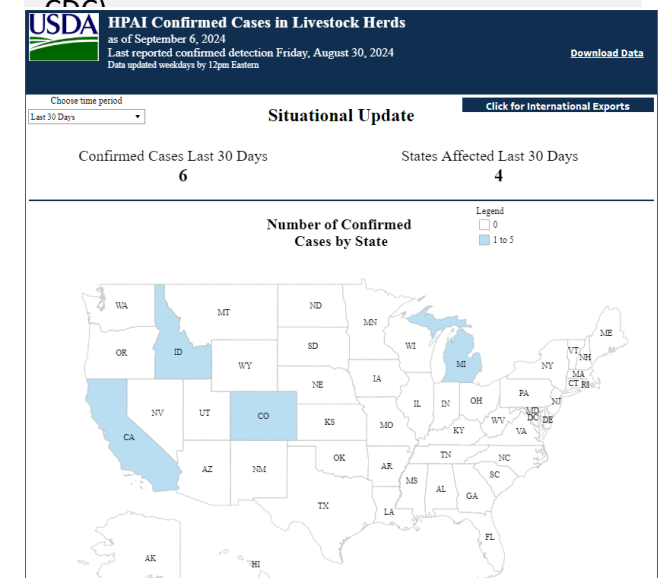 CDC)
USDA
HPAI Confirmed Cases in Livestock Herds
as of September 6, 2024
Last reported confirmed detection Friday, August 30, 2024
Data updated weekdays by 12pm Eastern
Download Data
Choose time period
Last 30 Days
Situational Update
Click for International Exports
Confirmed Cases Last 30 Days
6
States Affected Last 30 Days
4
Number of Confirmed
Cases by State
Legend
0
1 to 5
WA
MT
ND
MN
ME
OR
ID
WY
SD
WI
MI
VT
NH
NY
MA
CT RI
NV
UT
CO
NE
IA
IL
IN
OH
PA
NJ
MD
DC DE
CA
KS
MO
KY
WV
VA
AZ
NM
OK
AR
TN
NC
SC
MS
AL
GA
TX
LA
FL
AK
HI